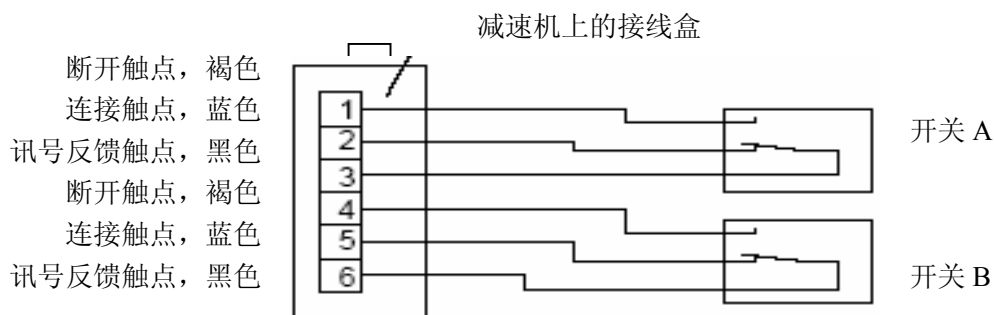 减速机上的接线盒
断开触点，褐色
连接触点，蓝色
讯号反馈触点，黑色
断开触点，褐色
连接触点，蓝色
讯号反馈触点，黑色
1
2
3
4
5
6
开关 A
开关 B